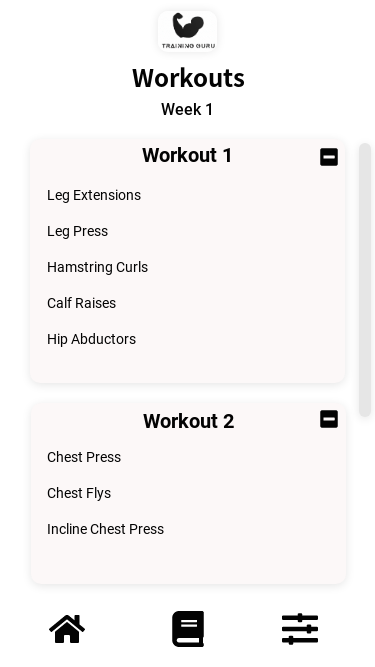 TRAINING GURU
Workouts
Week 1
Workout 1
Leg Extensions
Leg Press
Hamstring Curls
Calf Raises
Hip Abductors
Workout 2
Chest Press
Chest Flys
Incline Chest Press